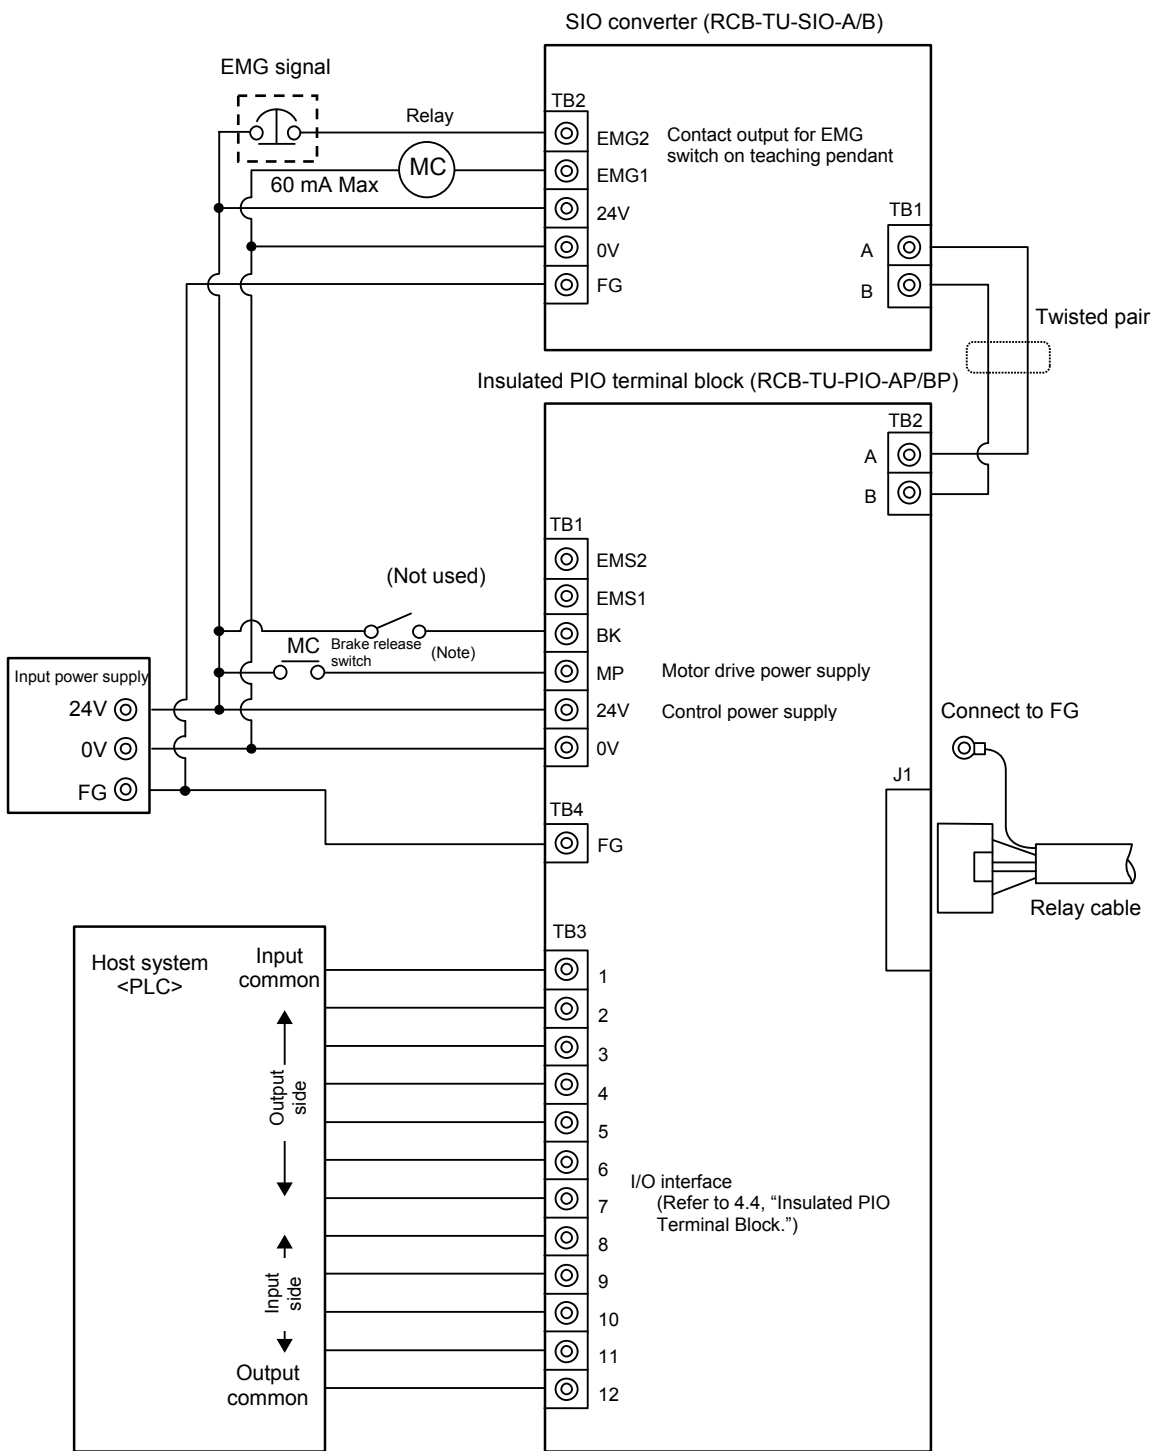 SIO converter (RCB-TU-SIO-A/B)
EMG signal
TB2
Relay
EMG2
Contact output for EMG
switch on teaching pendant
MC
EMG1
60 mA Max
24V
TB1
0V
A
FG
B
Twisted pair
Insulated PIO terminal block (RCB-TU-PIO-AP/BP)
TB2
A
B
TB1
EMS2
(Not used)
EMS1
BK
MC
Brake release
switch
(Note)
MP
Motor drive power supply
Input power supply
24V
24V
Control power supply
Connect to FG
0V
0V
J1
FG
TB4
FG
Relay cable
TB3
Host system
<PLC>
Input
common
1
2
3
Output
side
4
5
6
I/O interface
(Refer to 4.4, “Insulated PIO
Terminal Block.”)
7
8
Input
side
9
10
11
Output
common
12